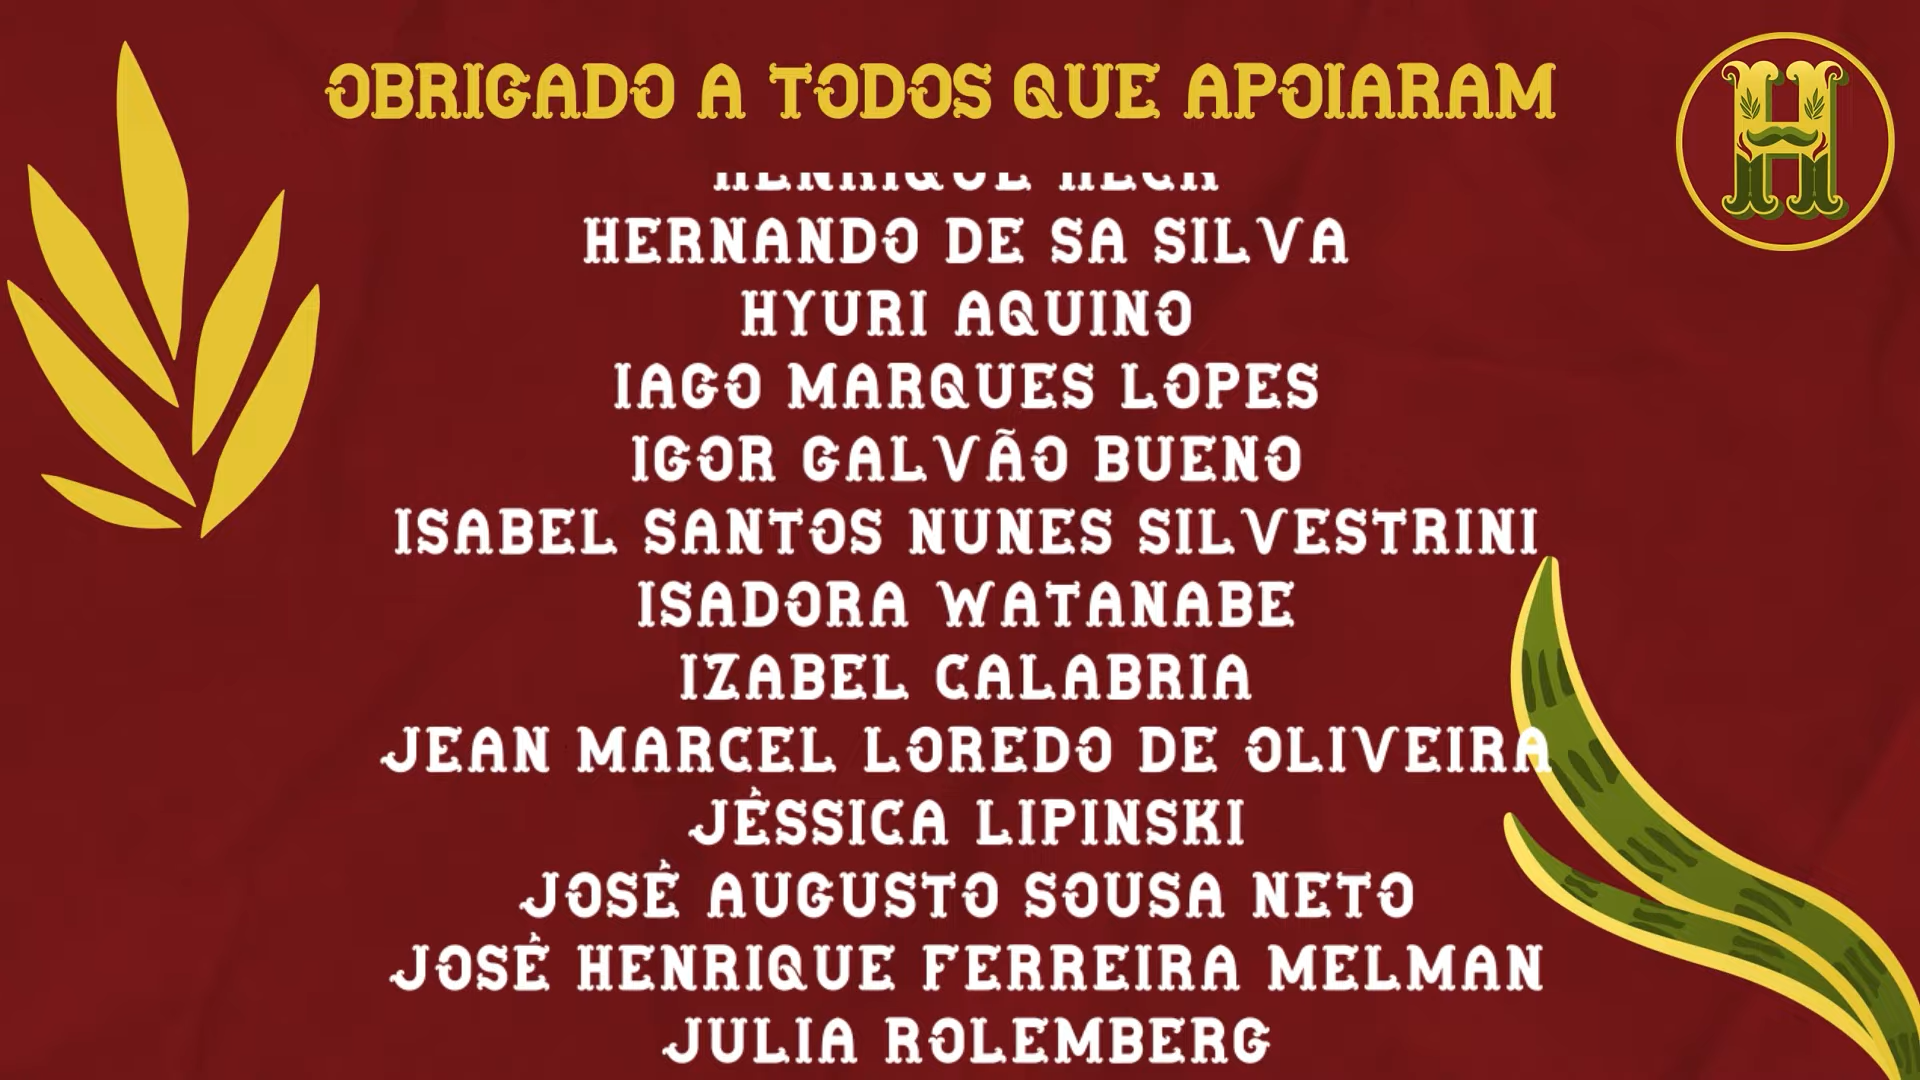 OBRIGADO A TODOS QUE APOIARAM
H
HERNANDO DE SA SILVA
HYURI AQUINO
IAGO MARQUES LOPES
IGOR GALVÃO BUENO
ISABEL SANTOS NUNES SILVESTRINI
ISADORA WATANABE
IZABEL CALABRIA
JEAN MARCEL LOREDO DE OLIVEIRA
JÉSSICA LIPINSKI
JOSÉ AUGUSTO SOUSA NETO
JOSÉ HENRIQUE FERREIRA MELMAN
JULIA ROLEMBERG